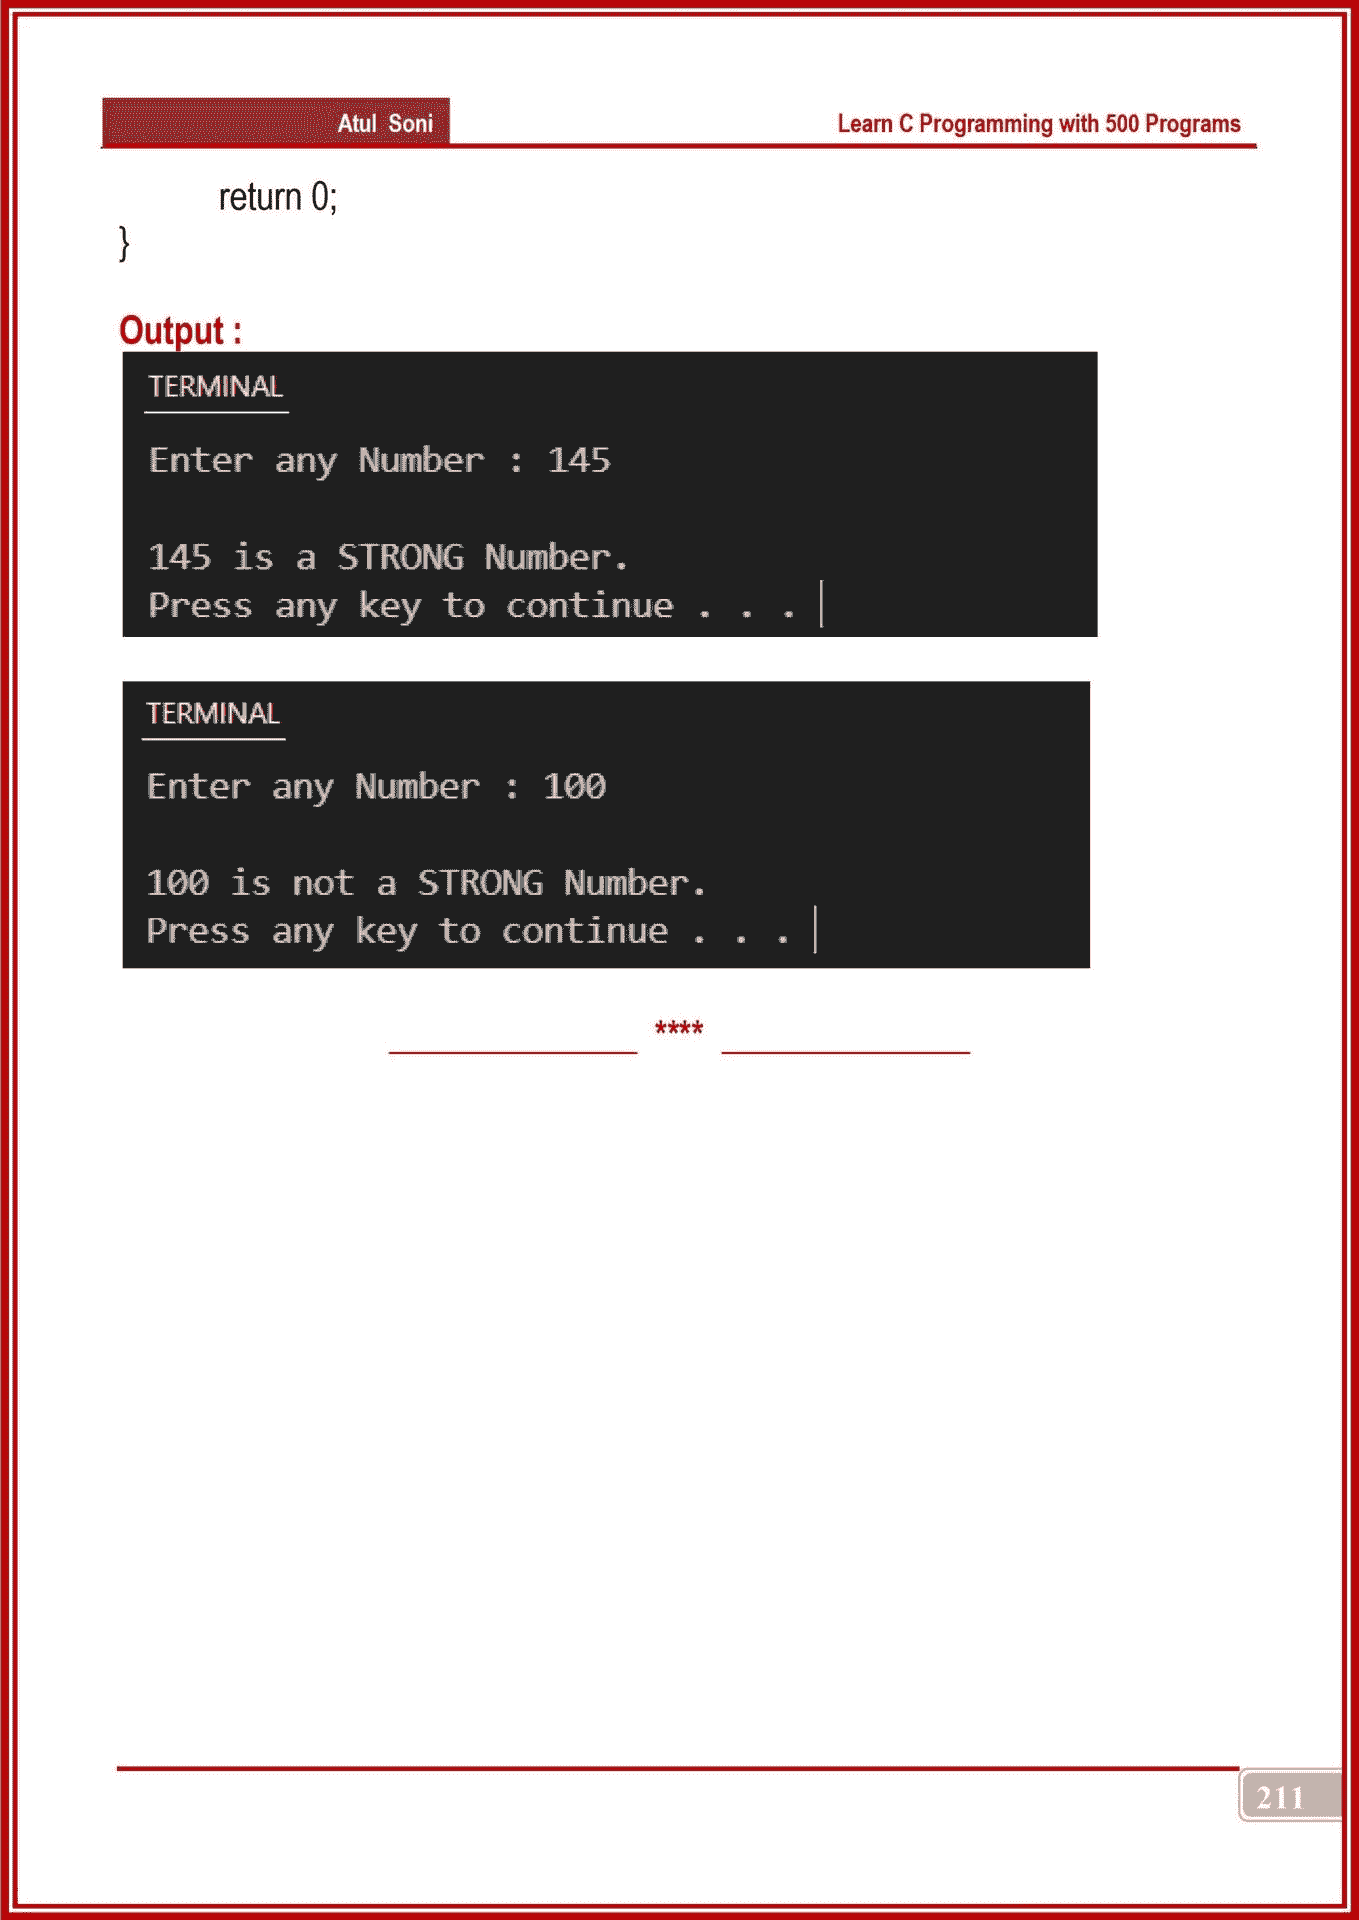 Atul Soni
Learn C Programming with 500 Programs
return 0;
}
Output :
TERMINAL
Enter any Number : 145
145 is a STRONG Number.
Press any key to continue . . .
TERMINAL
Enter any Number : 100
100 is not a STRONG Number.
Press any key to continue . . .
****
211